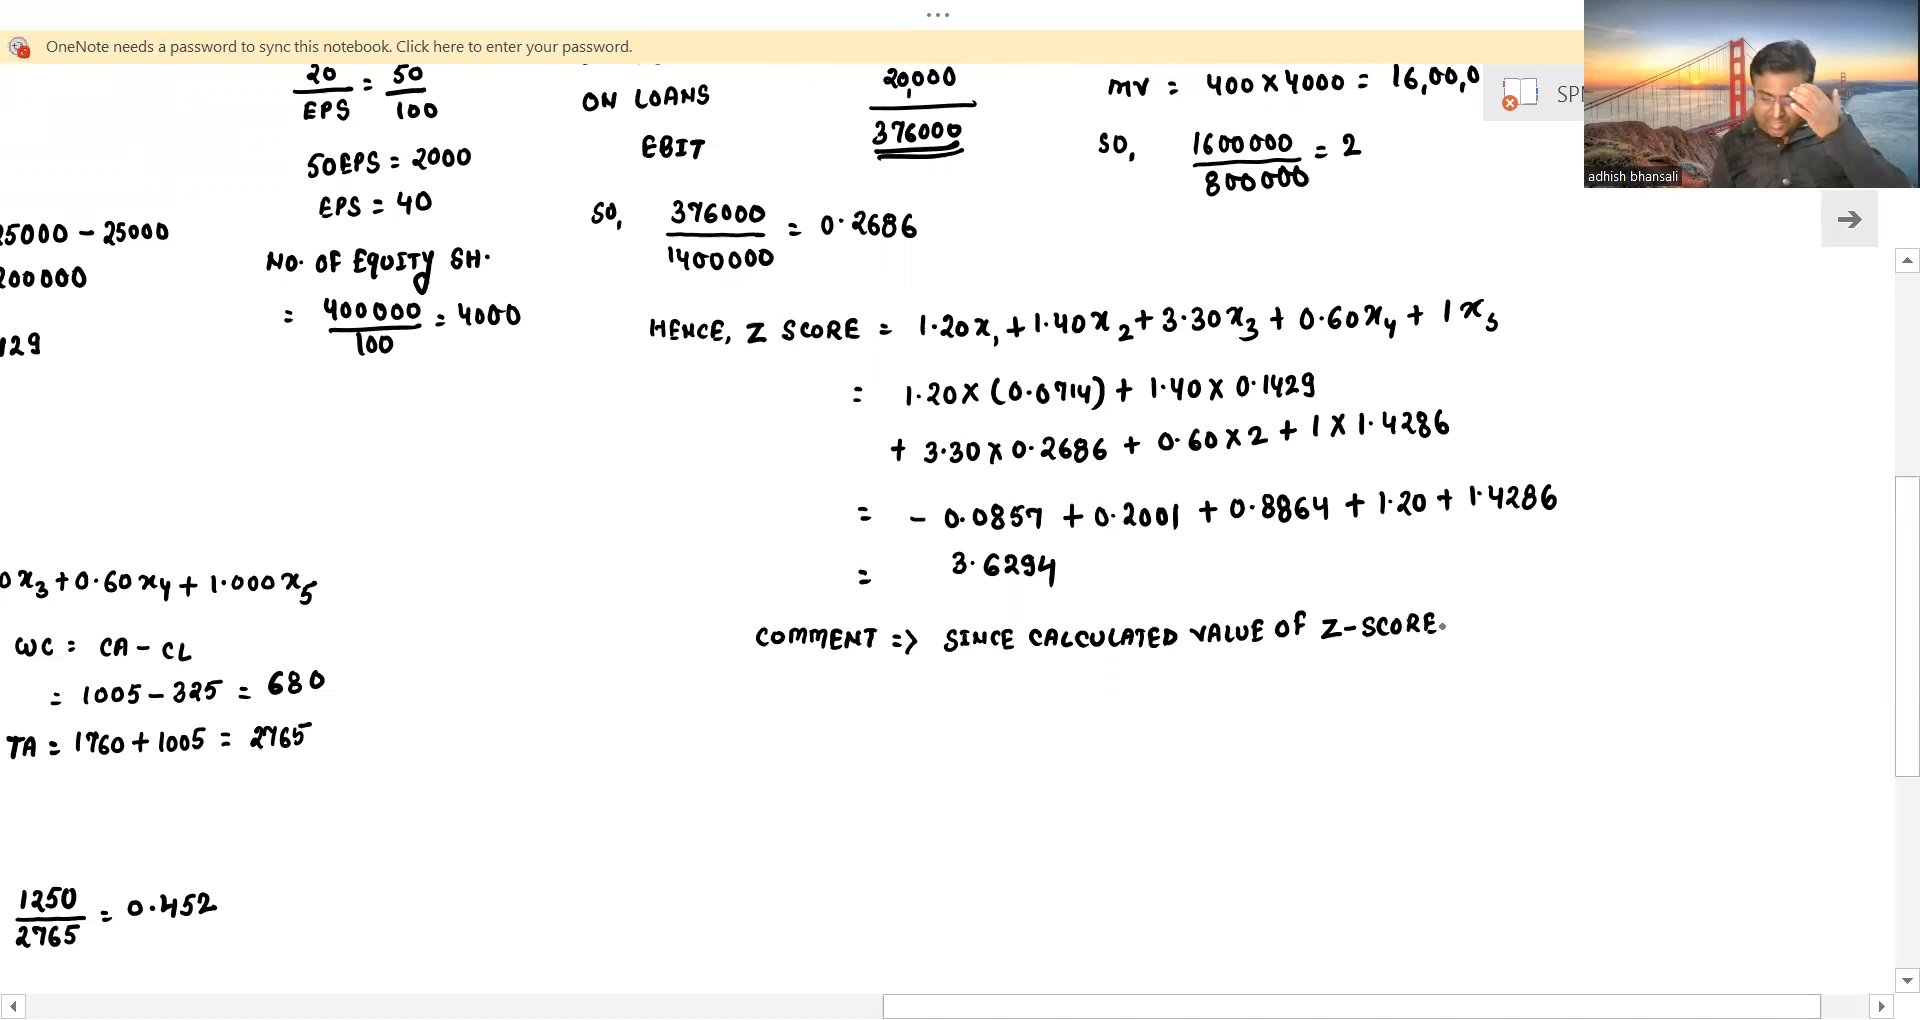 OneNote needs a password to sync this notebook. Click here to enter your password.
adhish bhansali
20/EPS = 50/100
50EPS = 2000
EPS = 40
NO. OF EQUITY SH.
= 400000/100 = 4000
25000 - 25000
200000
129
ON LOANS 20,000
EBIT 376000
SO, 376000/1400000 = 0.2686
MV = 400 X 4000 = 16,00,0
SO, 1600000/800000 = 2
HENCE, Z SCORE = 1.20x₁ + 1.40x₂ + 3.30x₃ + 0.60x₄ + 1x₅
= 1.20 X (0.0714) + 1.40 X 0.1429
+ 3.30 X 0.2686 + 0.60 X 2 + 1 X 1.4286
= - 0.0857 + 0.2001 + 0.8864 + 1.20 + 1.4286
= 3.6294
COMMENT => SINCE CALCULATED VALUE OF Z-SCORE
0x₃ + 0.60x₄ + 1.000x₅
WC = CA - CL
= 1005 - 325 = 680
TA = 1760 + 1005 = 2765
1250/2765 = 0.452